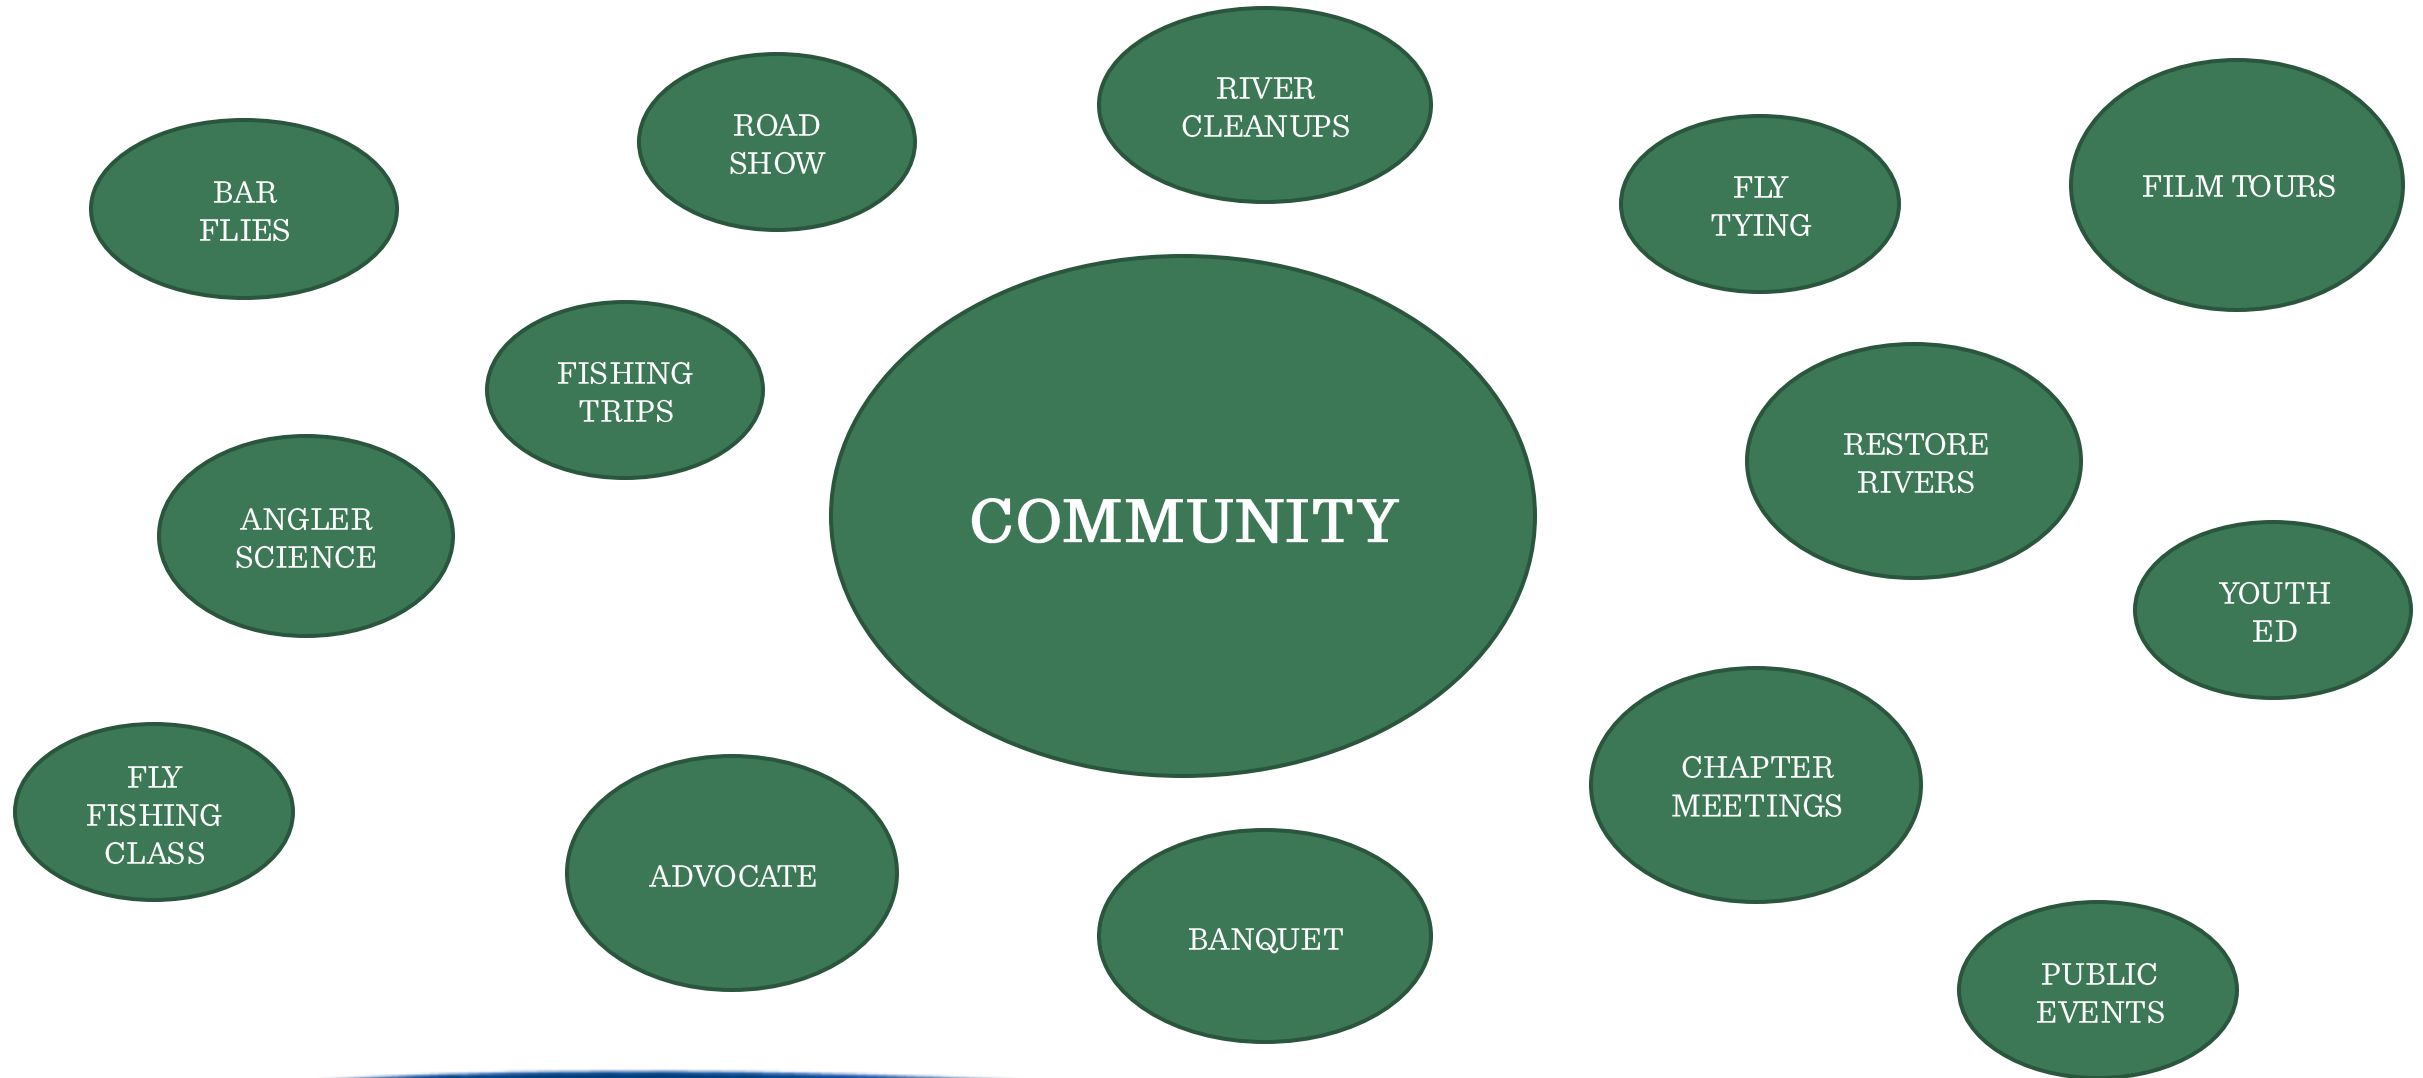 RIVER
CLEANUPS
ROAD
SHOW
BAR
FLIES
FLY
TYING
FILM TOURS
FISHING
TRIPS
RESTORE
RIVERS
COMMUNITY
ANGLER
SCIENCE
YOUTH
ED
FLY
FISHING
CLASS
CHAPTER
MEETINGS
ADVOCATE
BANQUET
PUBLIC
EVENTS